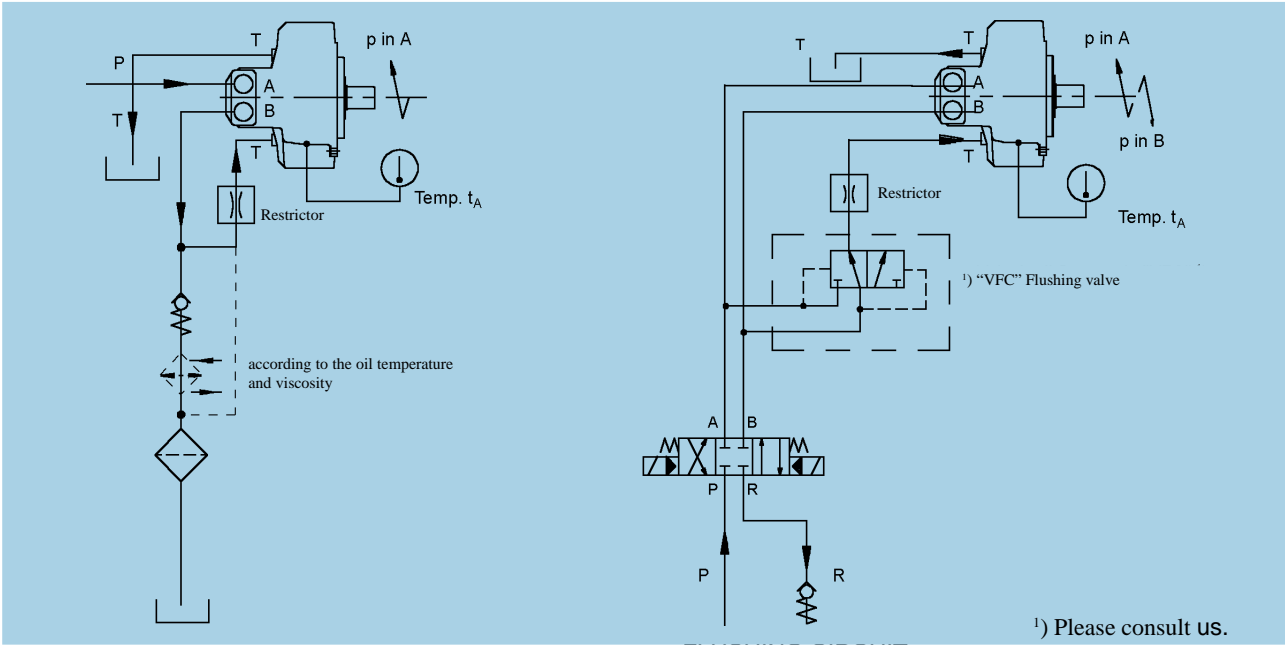 T
p in A
P
A
B
T
T
Restrictor
Temp. tA
according to the oil temperature
and viscosity
T
p in A
A
B
p in B
T
Restrictor
Temp. tA
1) “VFC” Flushing valve
A B
P R
P R
1) Please consult us.